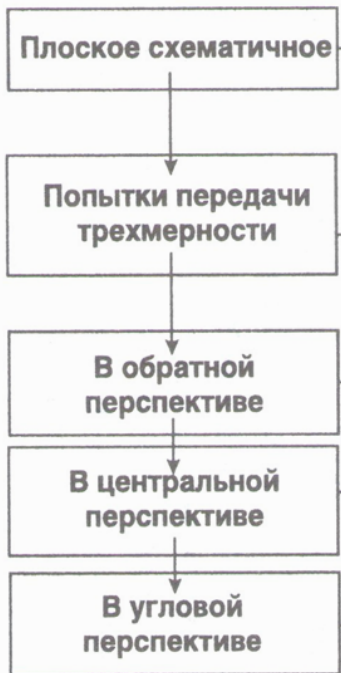 Плоское схематичное
Попытки передачи
трехмерности
В обратной
перспективе
В центральной
перспективе
В угловой
перспективе